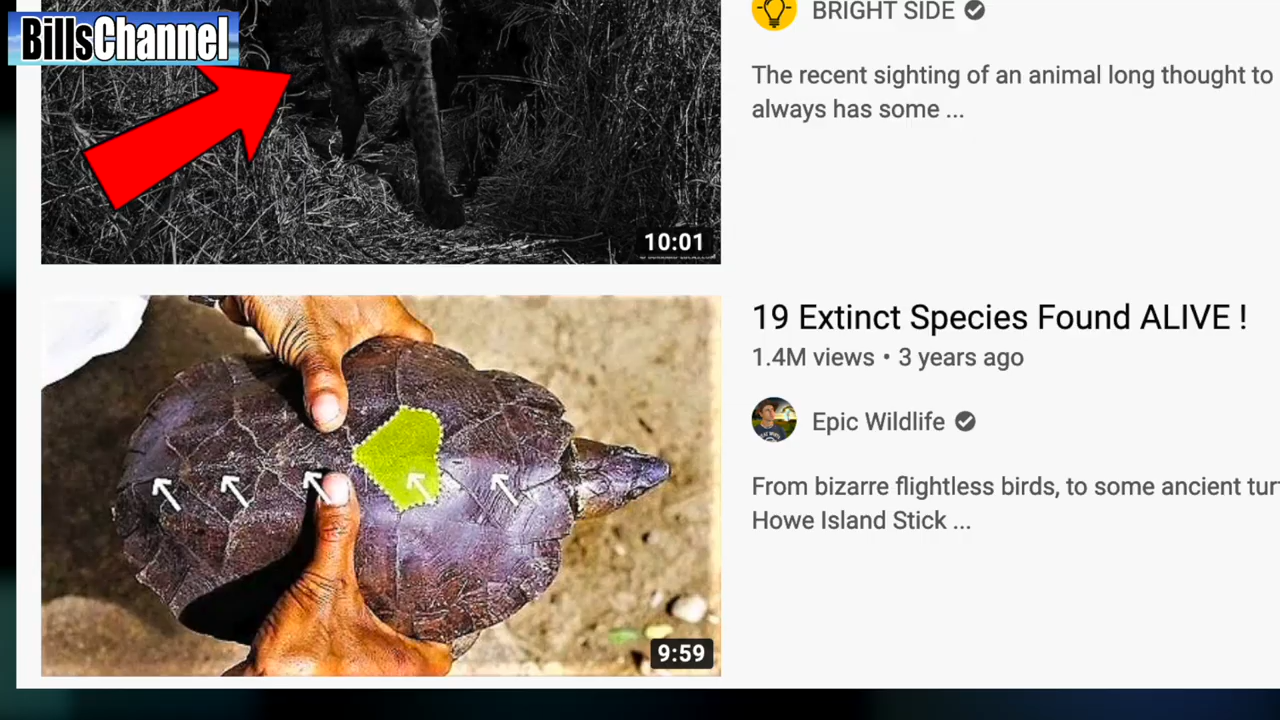 BillsChannel
BRIGHT SIDE
The recent sighting of an animal long thought to
always has some ...
10:01
19 Extinct Species Found ALIVE !
1.4M views • 3 years ago
Epic Wildlife
From bizarre flightless birds, to some ancient tur
Howe Island Stick ...
9:59